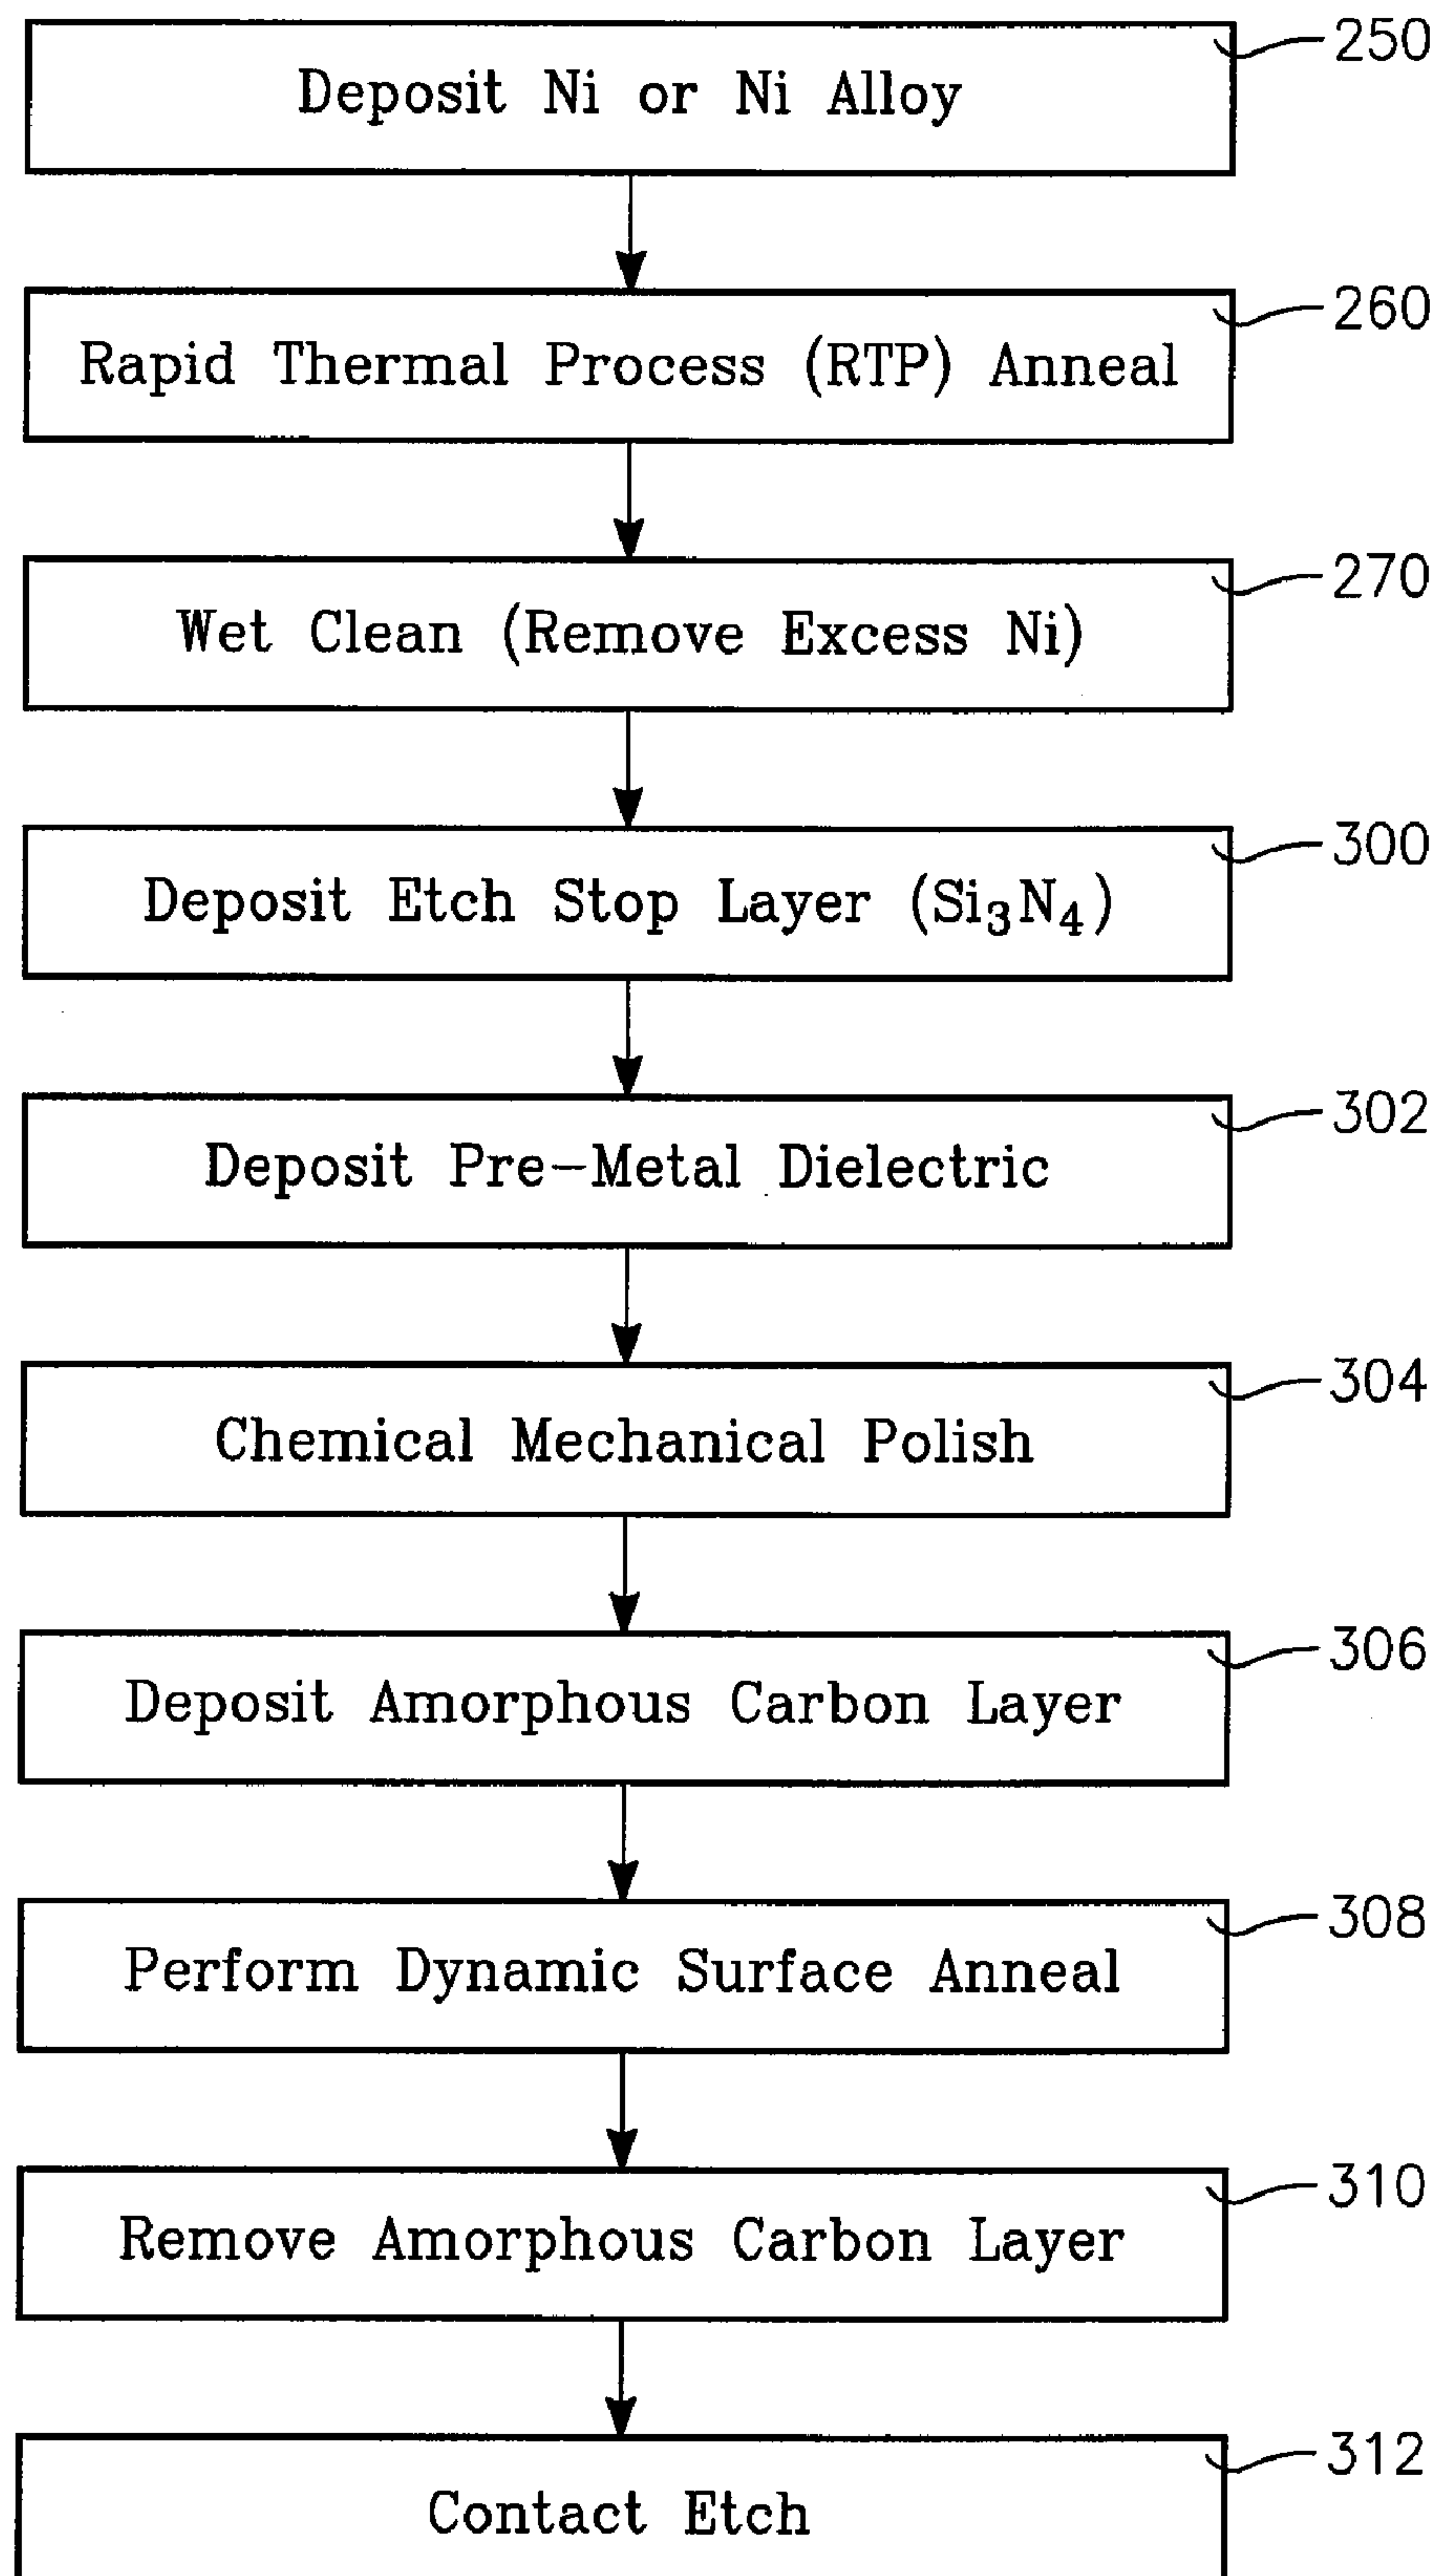 250
Deposit Ni or Ni Alloy
260
Rapid Thermal Process (RTP) Anneal
270
Wet Clean (Remove Excess Ni)
300
Deposit Etch Stop Layer (Si₃N₄)
302
Deposit Pre-Metal Dielectric
304
Chemical Mechanical Polish
306
Deposit Amorphous Carbon Layer
308
Perform Dynamic Surface Anneal
310
Remove Amorphous Carbon Layer
312
Contact Etch